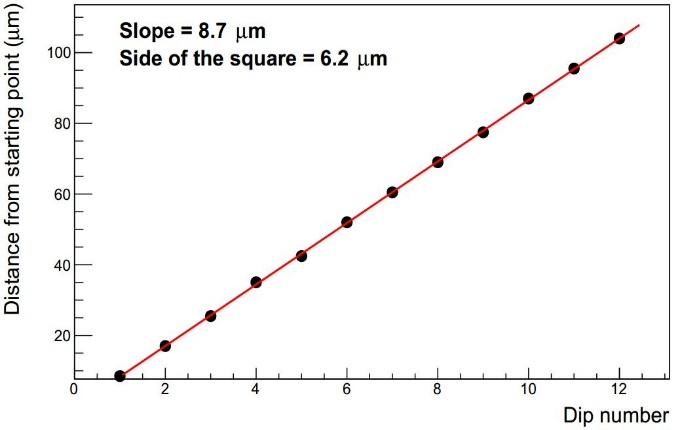 Slope = 8.7 μm
Side of the square = 6.2 μm
Distance from starting point (μm)
100
80
60
40
20
0 2 4 6 8 10 12
Dip number